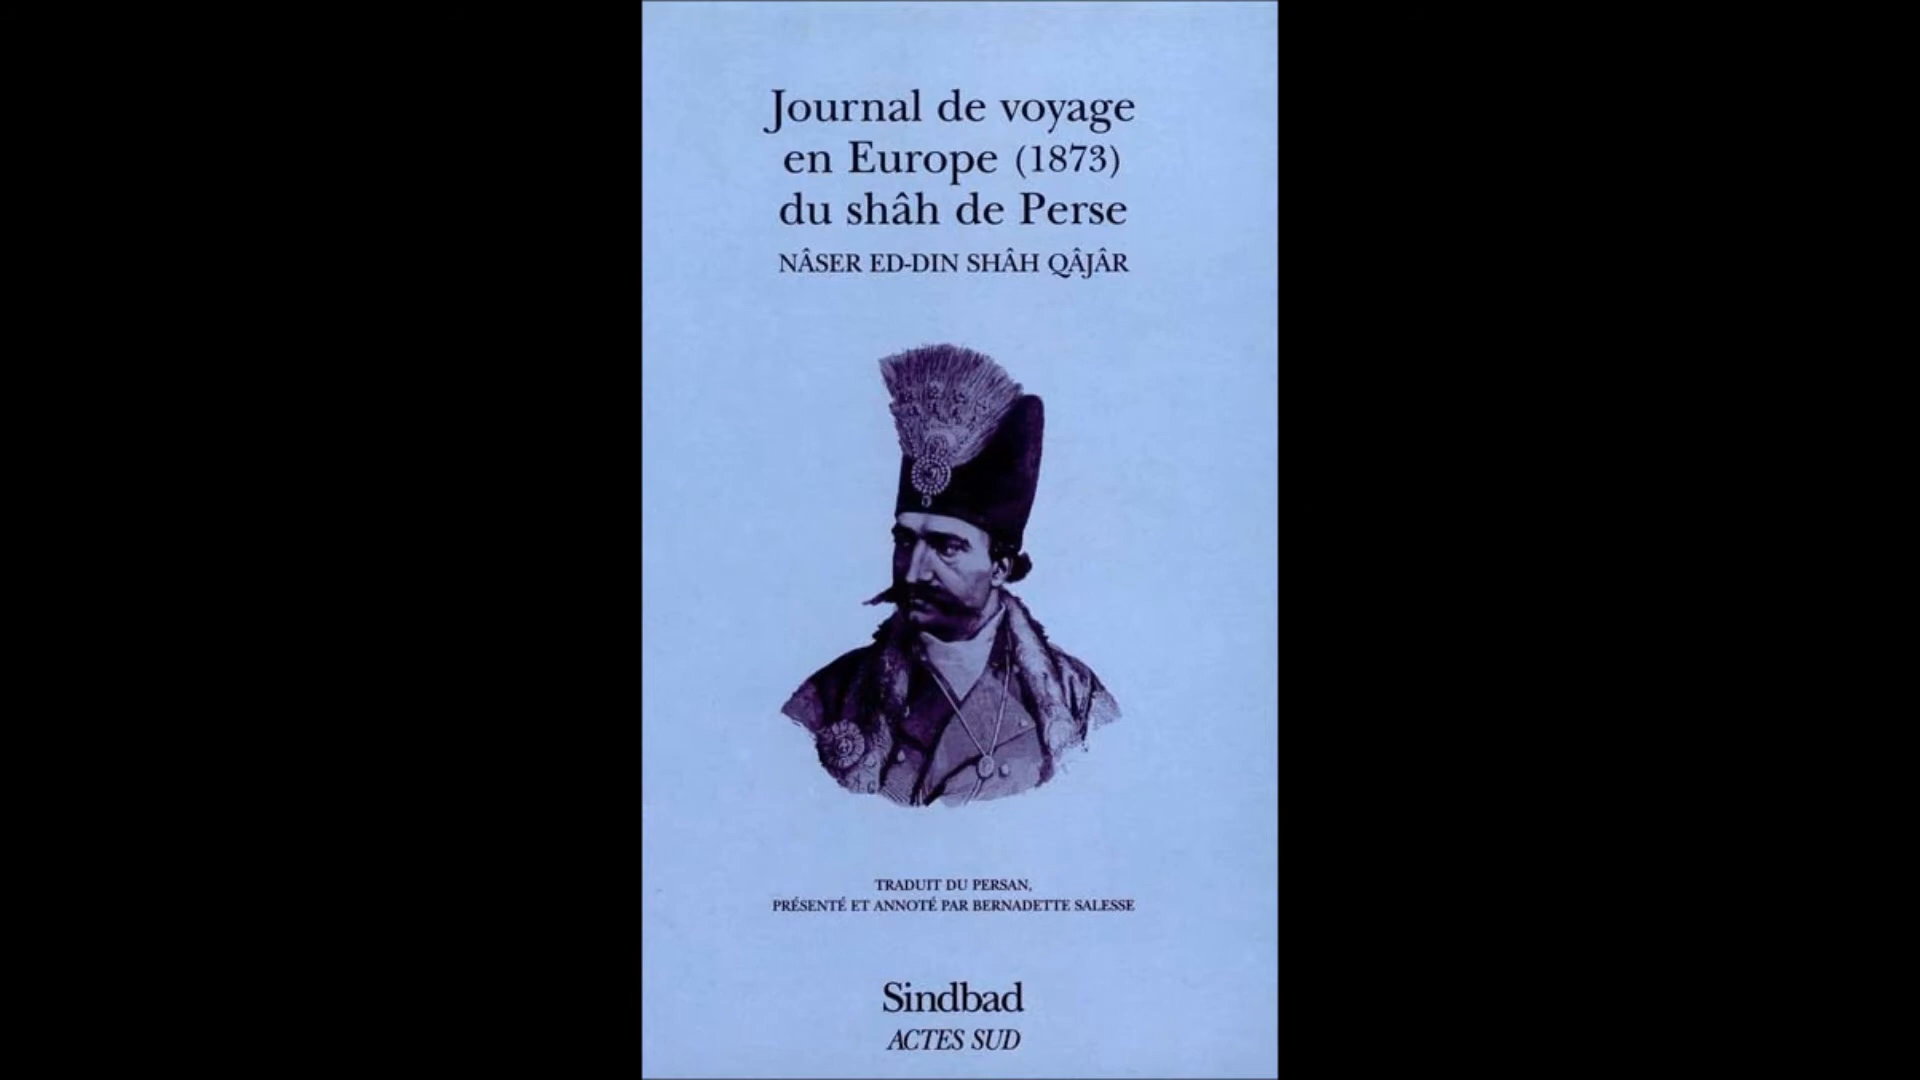 Journal de voyage
en Europe (1873)
du shâh de Perse
NÂSER ED-DIN SHÂH QÂJÂR
TRADUIT DU PERSAN,
PRÉSENTÉ ET ANNOTÉ PAR BERNADETTE SALESSE
Sindbad
ACTES SUD